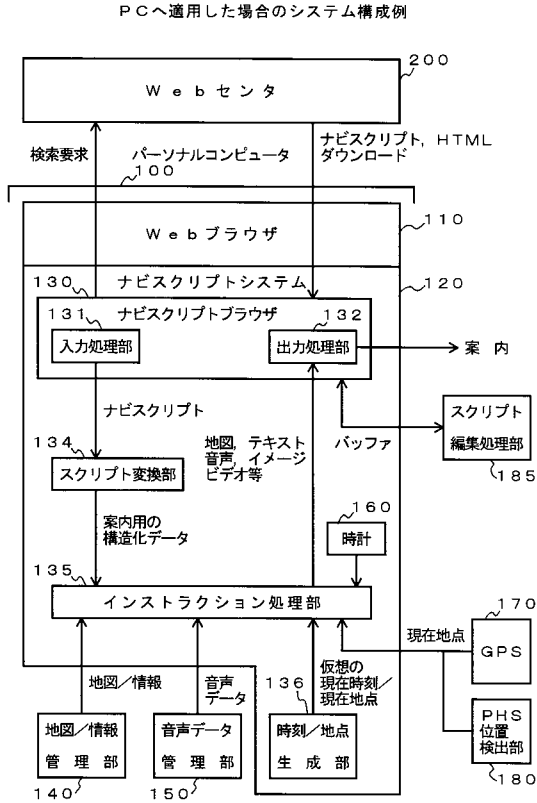 PCへ適用した場合のシステム構成例
200
Webセンタ
検索要求
パーソナルコンピュータ
ナビスクリプト，HTML
ダウンロード
100
Webブラウザ
110
130
ナビスクリプトシステム
120
131
ナビスクリプトブラウザ
132
入力処理部
出力処理部
案 内
ナビスクリプト
地図，テキスト
音声，イメージ
ビデオ等
バッファ
スクリプト
編集処理部
185
134
スクリプト変換部
案内用の
構造化データ
160
時計
135
インストラクション処理部
170
現在地点
GPS
地図／情報
音声
データ
136
仮想の
現在時刻／
現在地点
地図／情報
管 理 部
140
音声データ
管 理 部
150
時刻／地点
生 成 部
PHS
位置
検出部
180